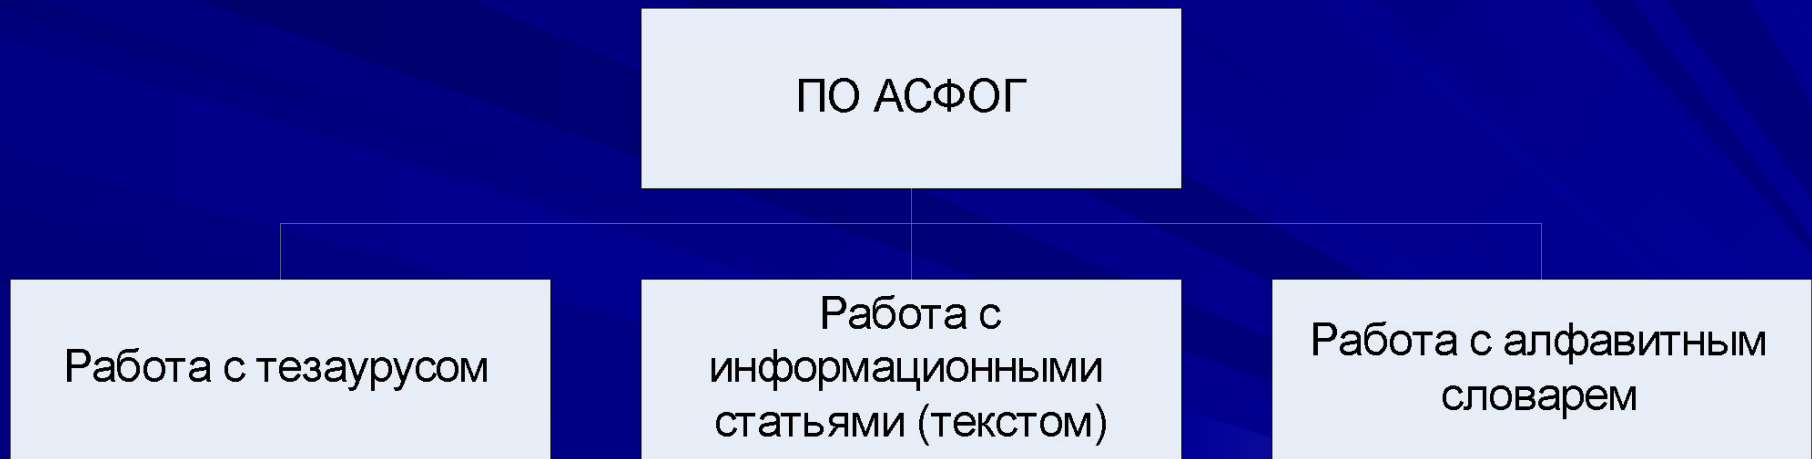 ПО АСФОГ
Работа с тезаурусом
Работа с
информационными
статьями (текстом)
Работа с алфавитным
словарем